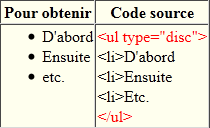 Pour obtenir
Code source
D'abord
Ensuite
etc.
<ul type="disc">
<li>D'abord
<li>Ensuite
<li>Etc.
</ul>